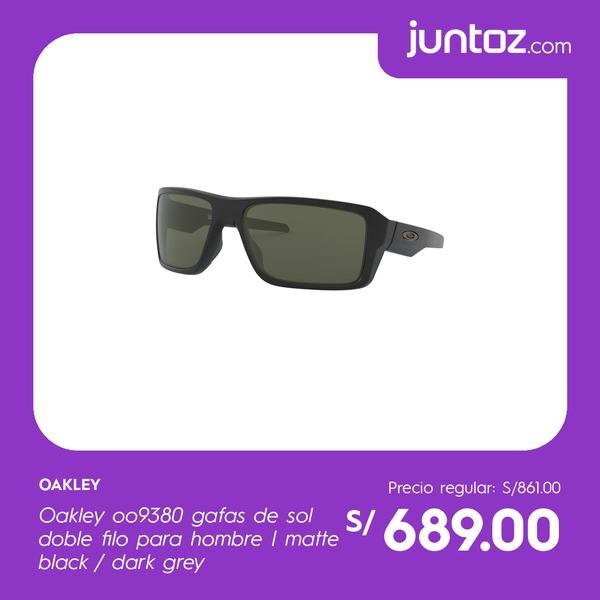 juntoz.com
OAKLEY
Oakley oo9380 gafas de sol
doble filo para hombre | matte
black / dark grey
Precio regular: S/861.00
S/ 689.00